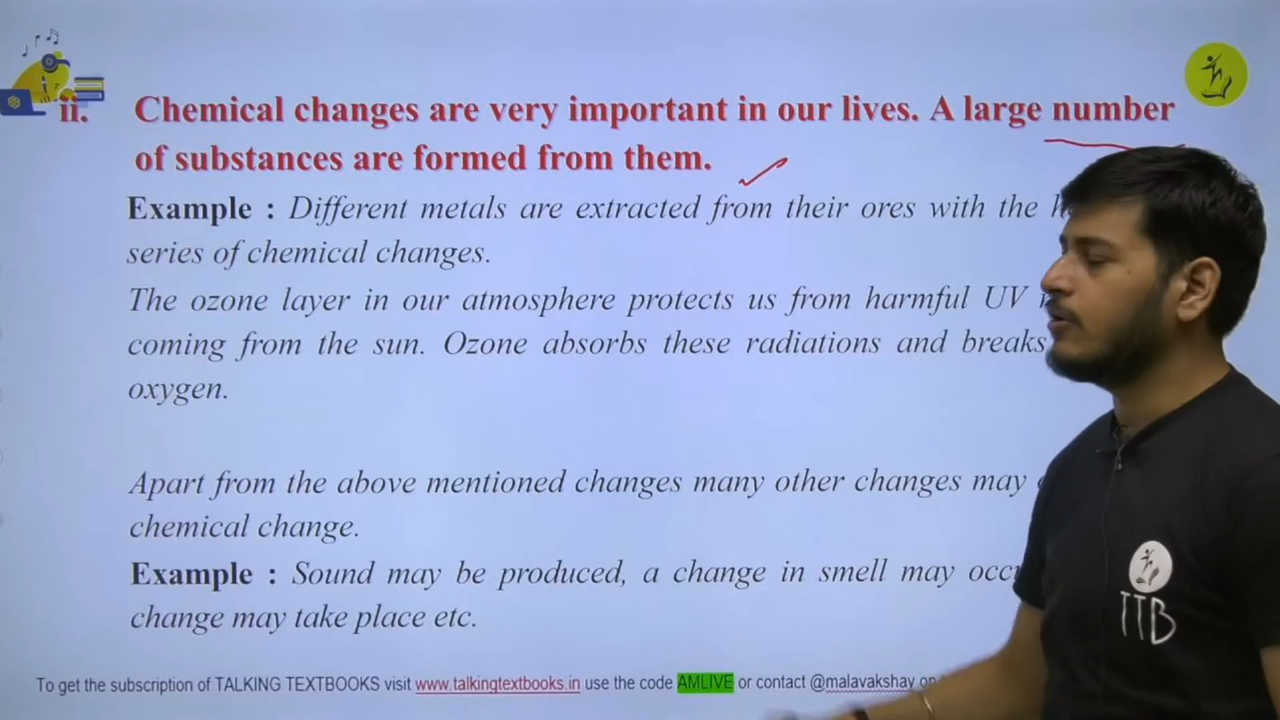 ii. Chemical changes are very important in our lives. A large number
of substances are formed from them.
Example : Different metals are extracted from their ores with the
series of chemical changes.
The ozone layer in our atmosphere protects us from harmful UV
coming from the sun. Ozone absorbs these radiations and breaks
oxygen.
Apart from the above mentioned changes many other changes may
chemical change.
Example : Sound may be produced, a change in smell may
change may take place etc.
TTB
To get the subscription of TALKING TEXTBOOKS visit www.talkingtextbooks.in use the code AMLIVE or contact @malavakshay on